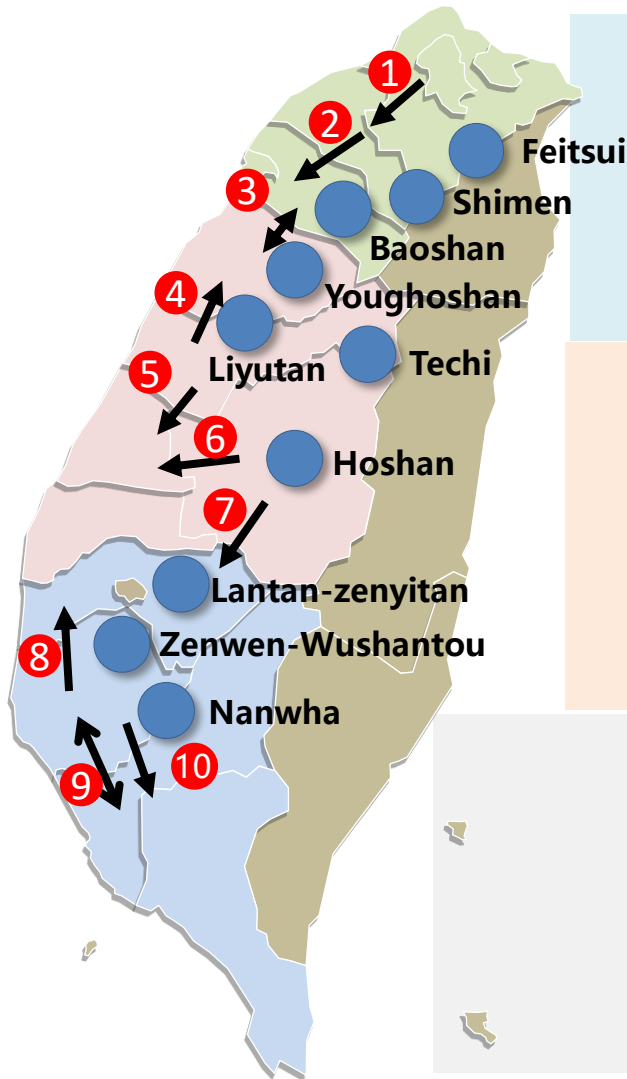 1
2
Feitsui
3
Shimen
Baoshan
4
Youghoshan
5
Liyutan
Techi
6
Hoshan
7
Lantan-zenyitan
8
Zenwen-Wushantou
Nanwha
9
10